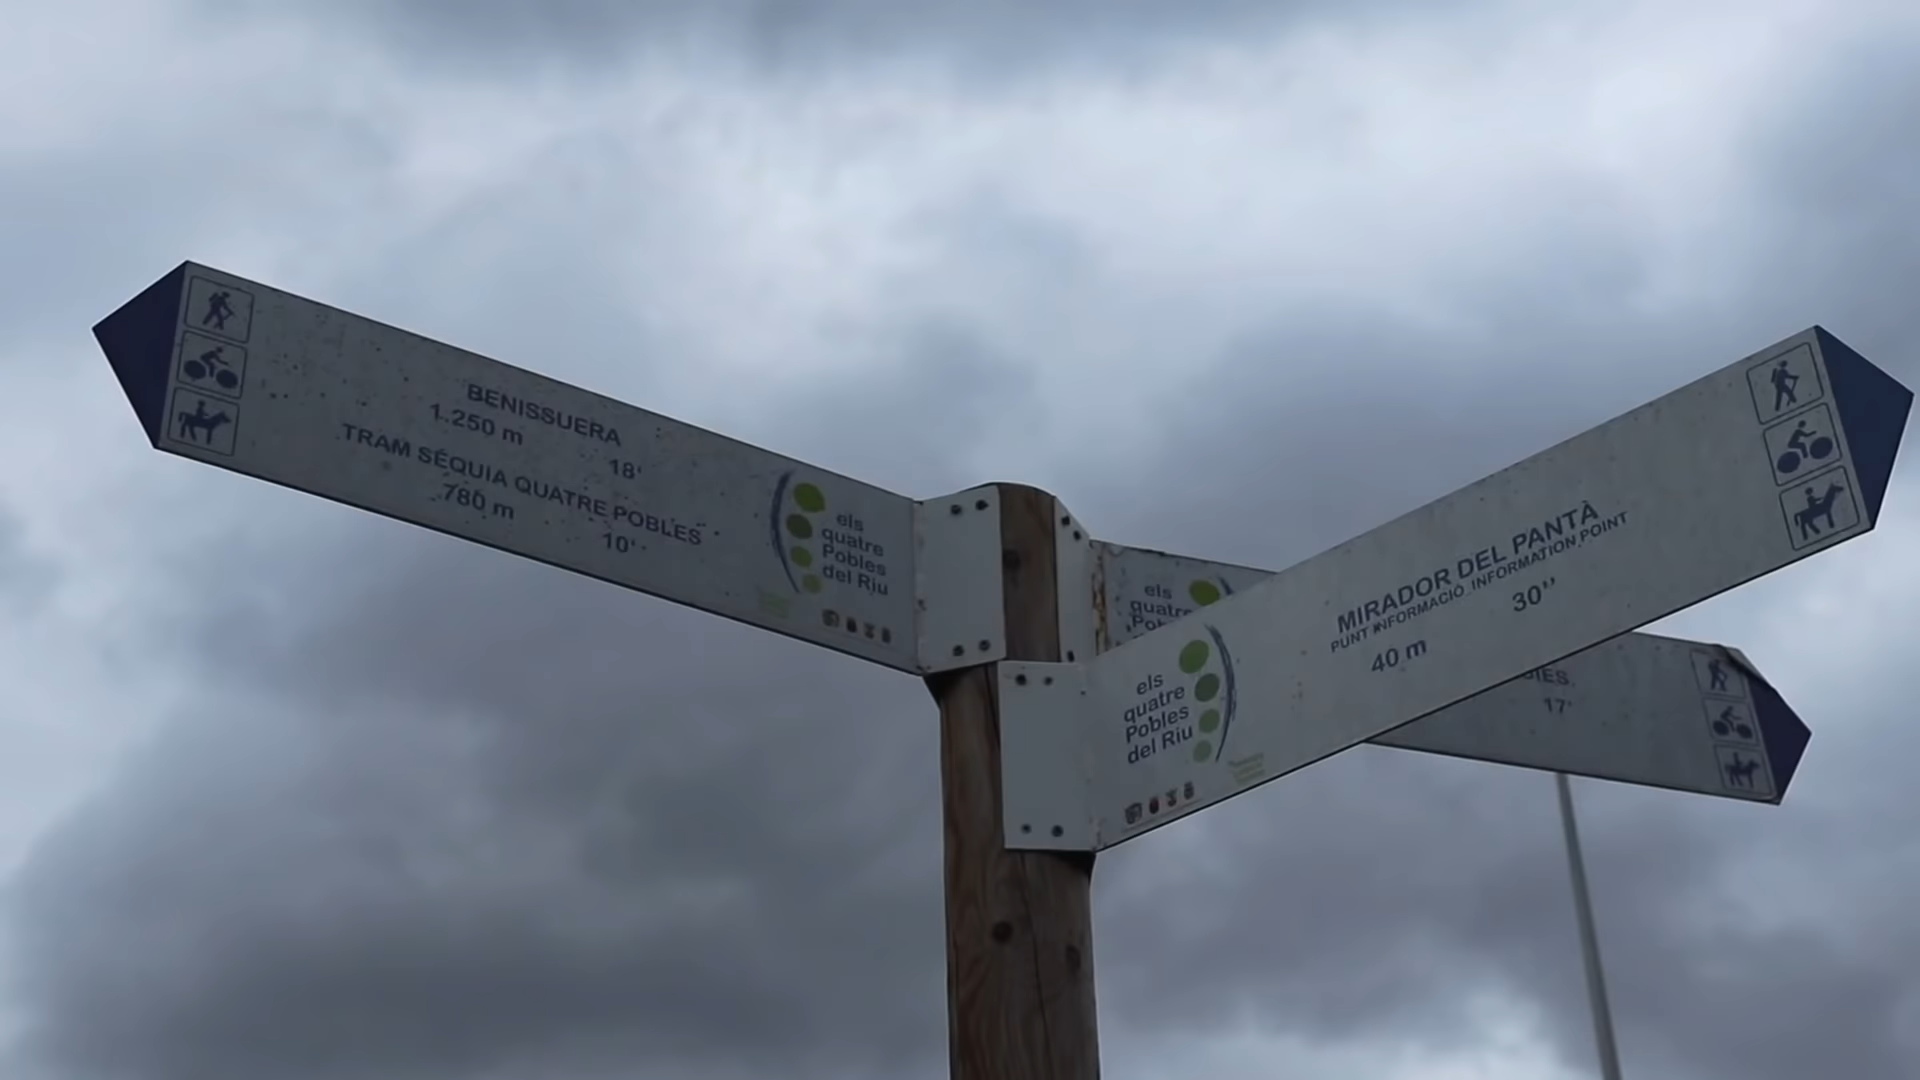 BENISSUERA
1.250 m 18'
TRAM SÉQUIA QUATRE POBLES
780 m 10'
els
quatre
Pobles
del Riu
els
quatre
MIRADOR DEL PANTÀ
PUNT INFORMACIÓ INFORMATION POINT
40 m 30''
els
quatre
Pobles
del Riu
17'